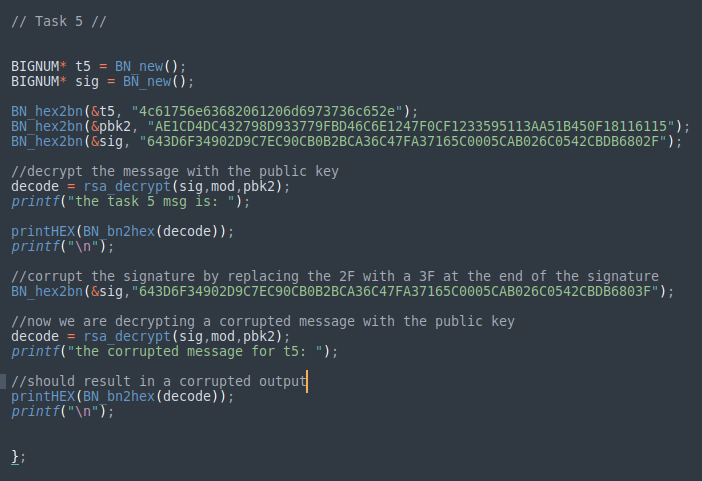 // Task 5 //
BIGNUM* t5 = BN_new();
BIGNUM* sig = BN_new();
BN_hex2bn(&t5, "4c61756e63682061206d6973736c652e");
BN_hex2bn(&pbk2, "AE1CD4DC432798D933779FBD46C6E1247F0CF1233595113AA51B450F18116115");
BN_hex2bn(&sig, "643D6F34902D9C7EC90CB0B2BCA36C47FA37165C0005CAB026C0542CBDB6802F");
//decrypt the message with the public key
decode = rsa_decrypt(sig,mod,pbk2);
printf("the task 5 msg is: ");
printHEX(BN_bn2hex(decode));
printf("\n");
//corrupt the signature by replacing the 2F with a 3F at the end of the signature
BN_hex2bn(&sig,"643D6F34902D9C7EC90CB0B2BCA36C47FA37165C0005CAB026C0542CBDB6803F");
//now we are decrypting a corrupted message with the public key
decode = rsa_decrypt(sig,mod,pbk2);
printf("the corrupted message for t5: ");
//should result in a corrupted output
printHEX(BN_bn2hex(decode));
printf("\n");
};